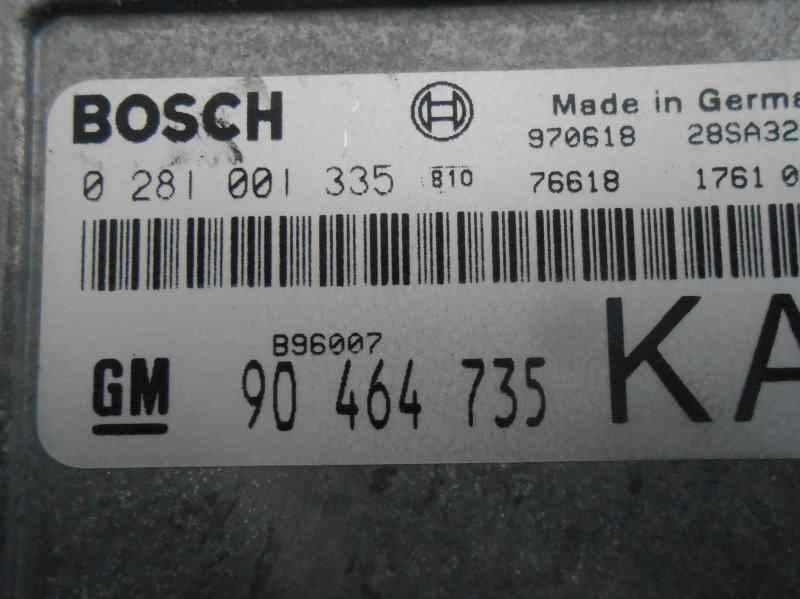 BOSCH Made in Germa
970618 28SA32
0 281 001 335 810 76618 1761 0
B96007
GM 90 464 735 KA